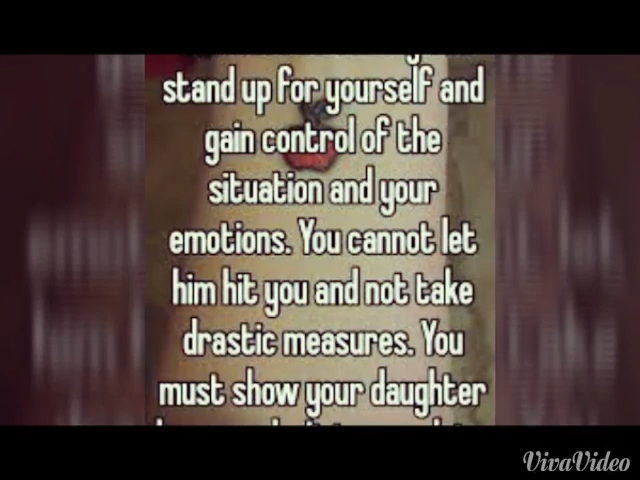 stand up for yourself and
gain control of the
situation and your
emotions. You cannot let
him hit you and not take
drastic measures. You
must show your daughter
VivaVideo